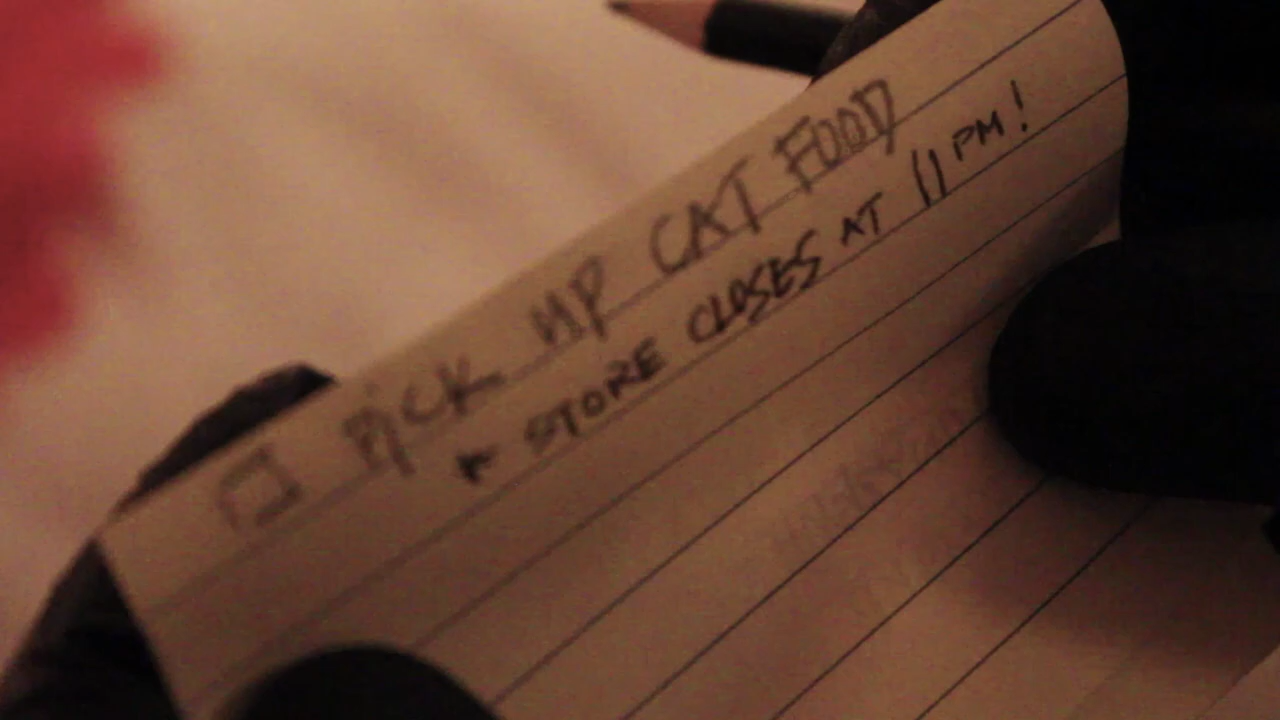 ☐ PICK UP CAT FOOD
* STORE CLOSES AT 11 PM!